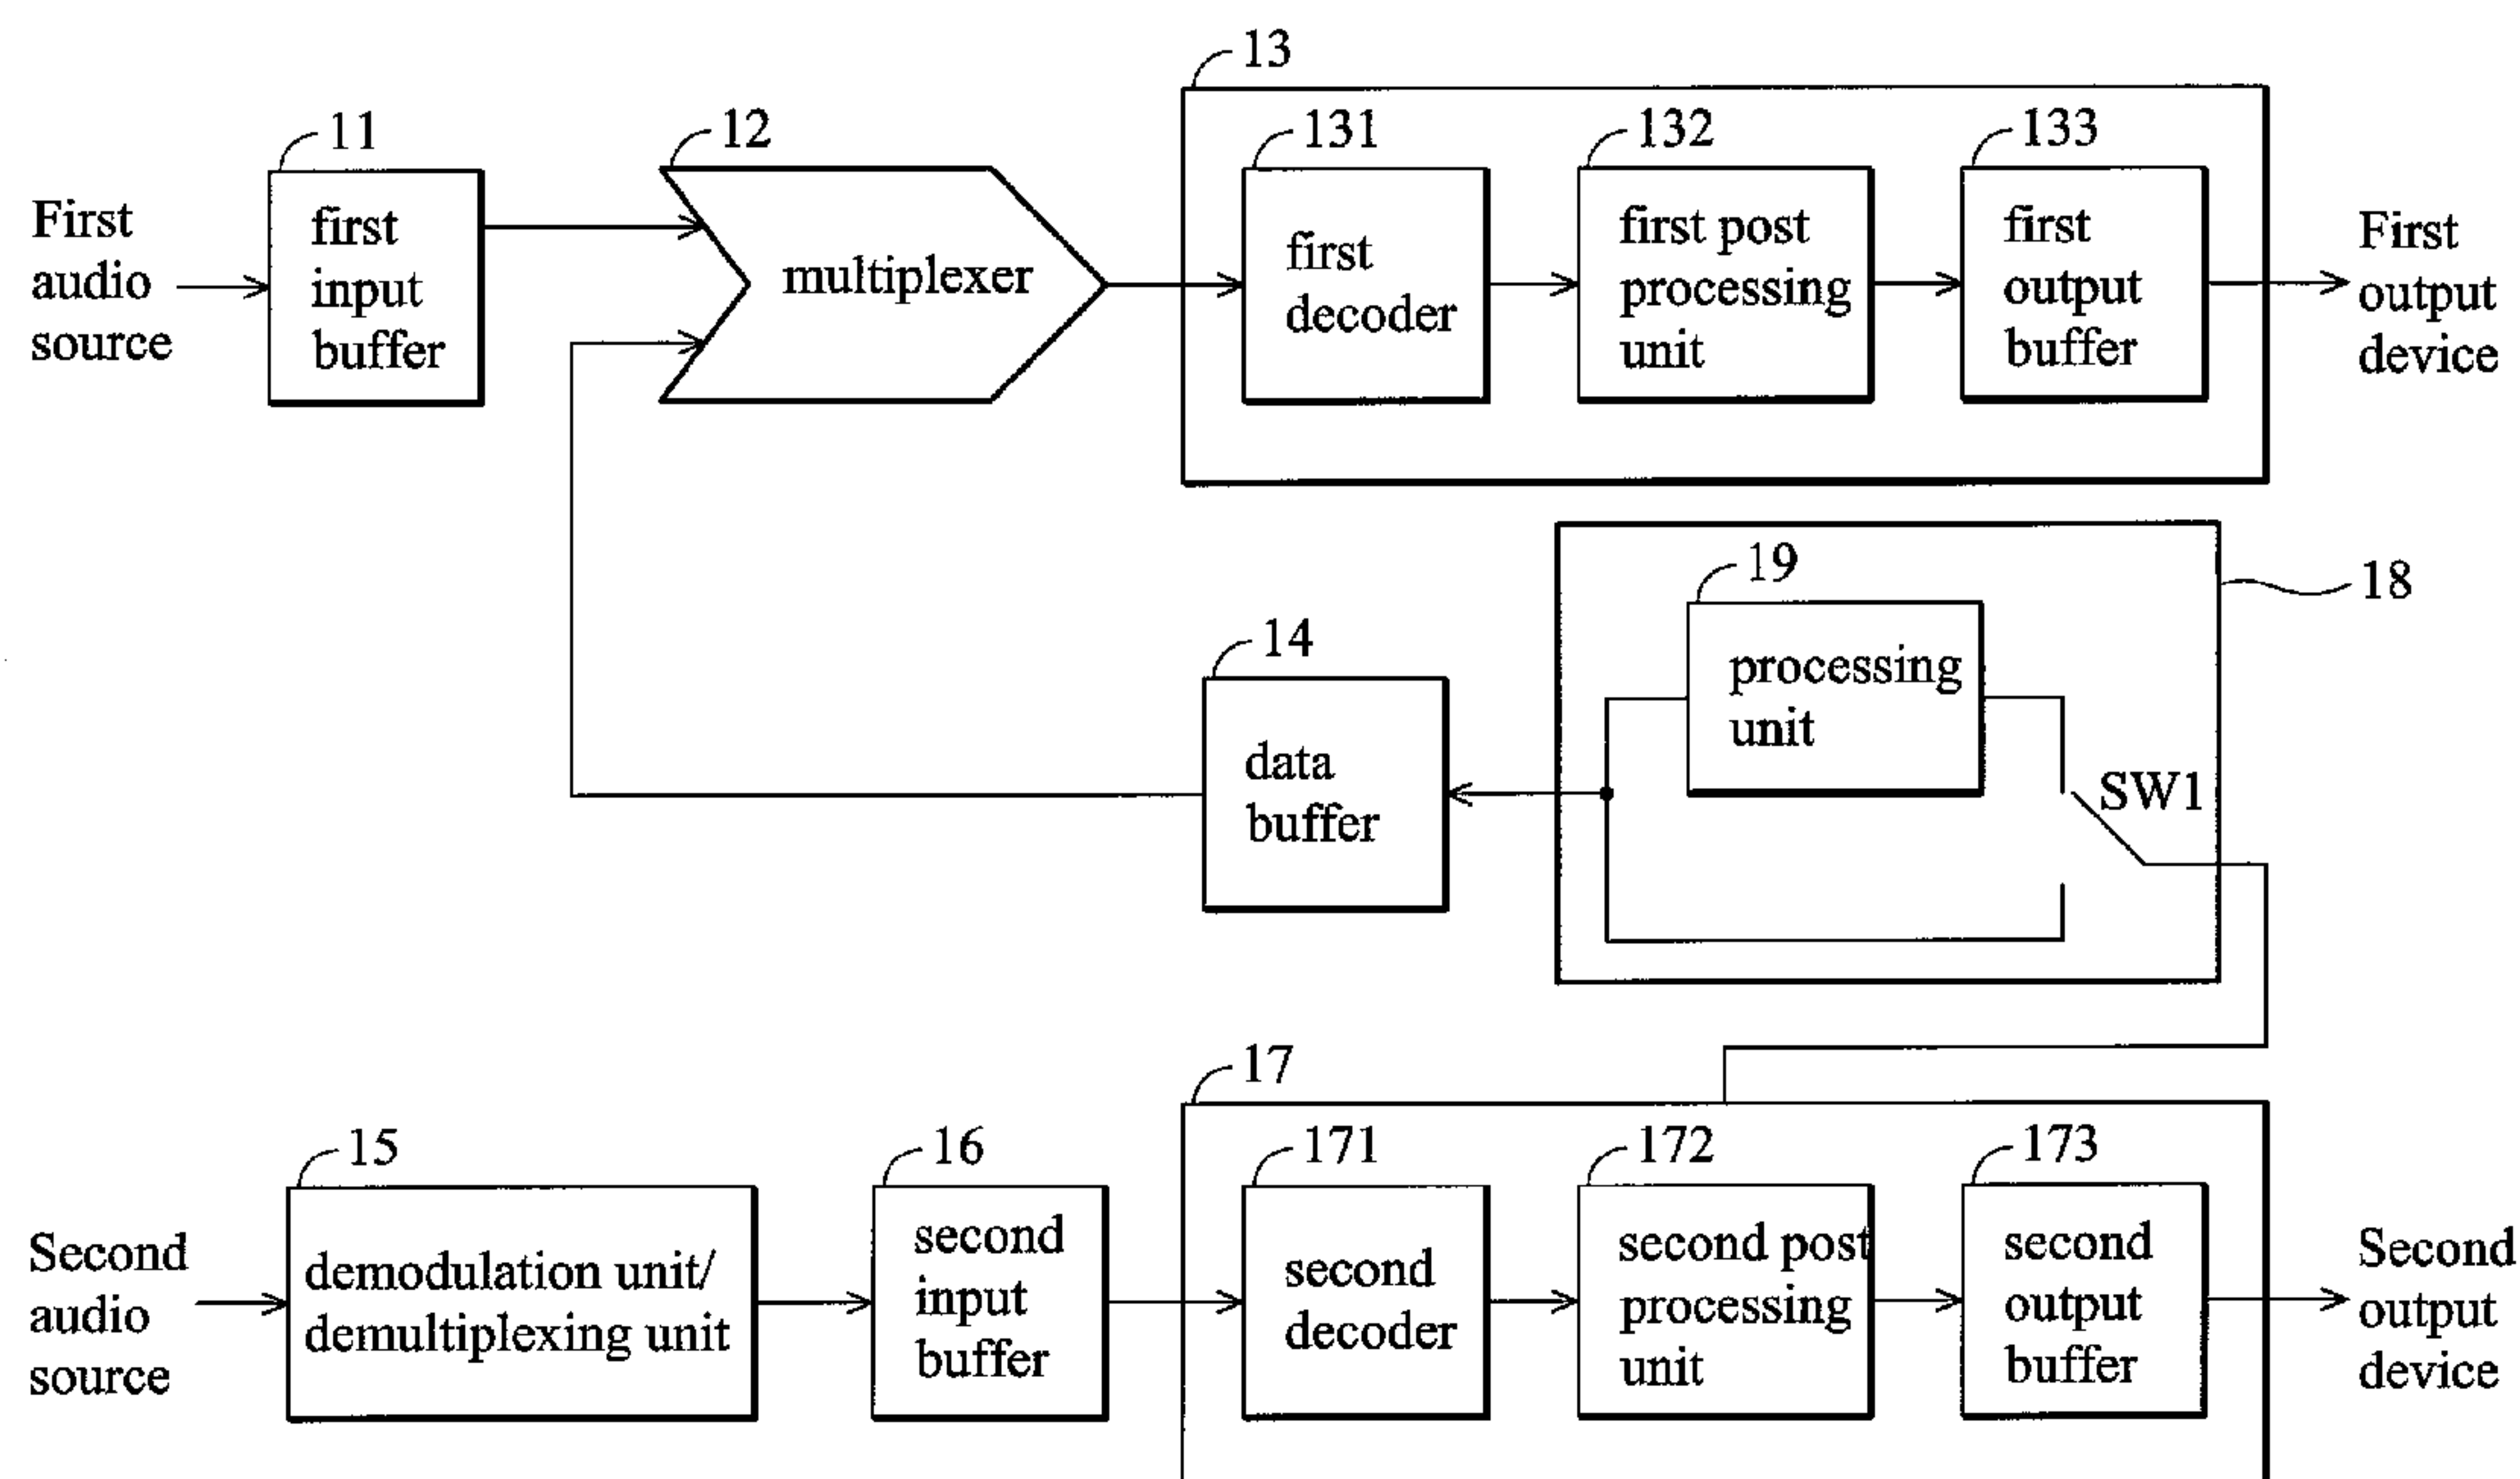 13
11
12
131
132
133
First
audio
source
first
input
buffer
multiplexer
first
decoder
first post
processing
unit
first
output
buffer
First
output
device
19
18
14
processing
unit
data
buffer
SW1
17
15
16
171
172
173
Second
audio
source
demodulation unit/
demultiplexing unit
second
input
buffer
second
decoder
second post
processing
unit
second
output
buffer
Second
output
device